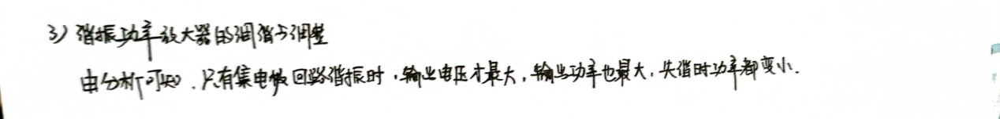 3) 谐振功率放大器的调谐与调整
由分析可知，只有集电极回路谐振时，输出电压才最大，输出功率也最大，失谐时功率都变小.